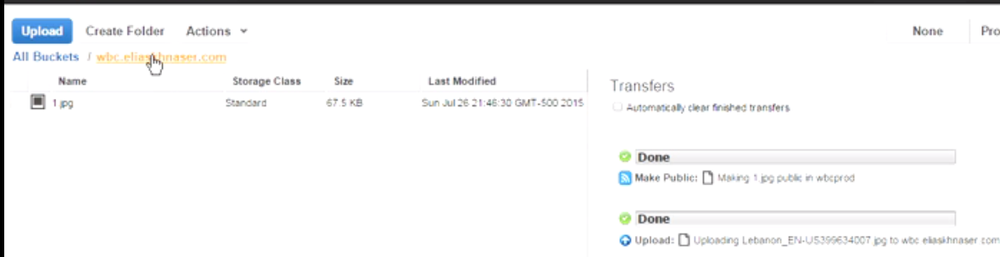 Upload Create Folder Actions None Pro
All Buckets / wbc.eliaskhnaser.com
Name Storage Class Size Last Modified
1.jpg Standard 67.5 KB Sun Jul 26 21:46:30 GMT-500 2015
Transfers
Automatically clear finished transfers
Done
Make Public: Making 1.jpg public in wbcprod
Done
Upload: Uploading Lebanon_EN-US399634007.jpg to wbc.eliaskhnaser.com